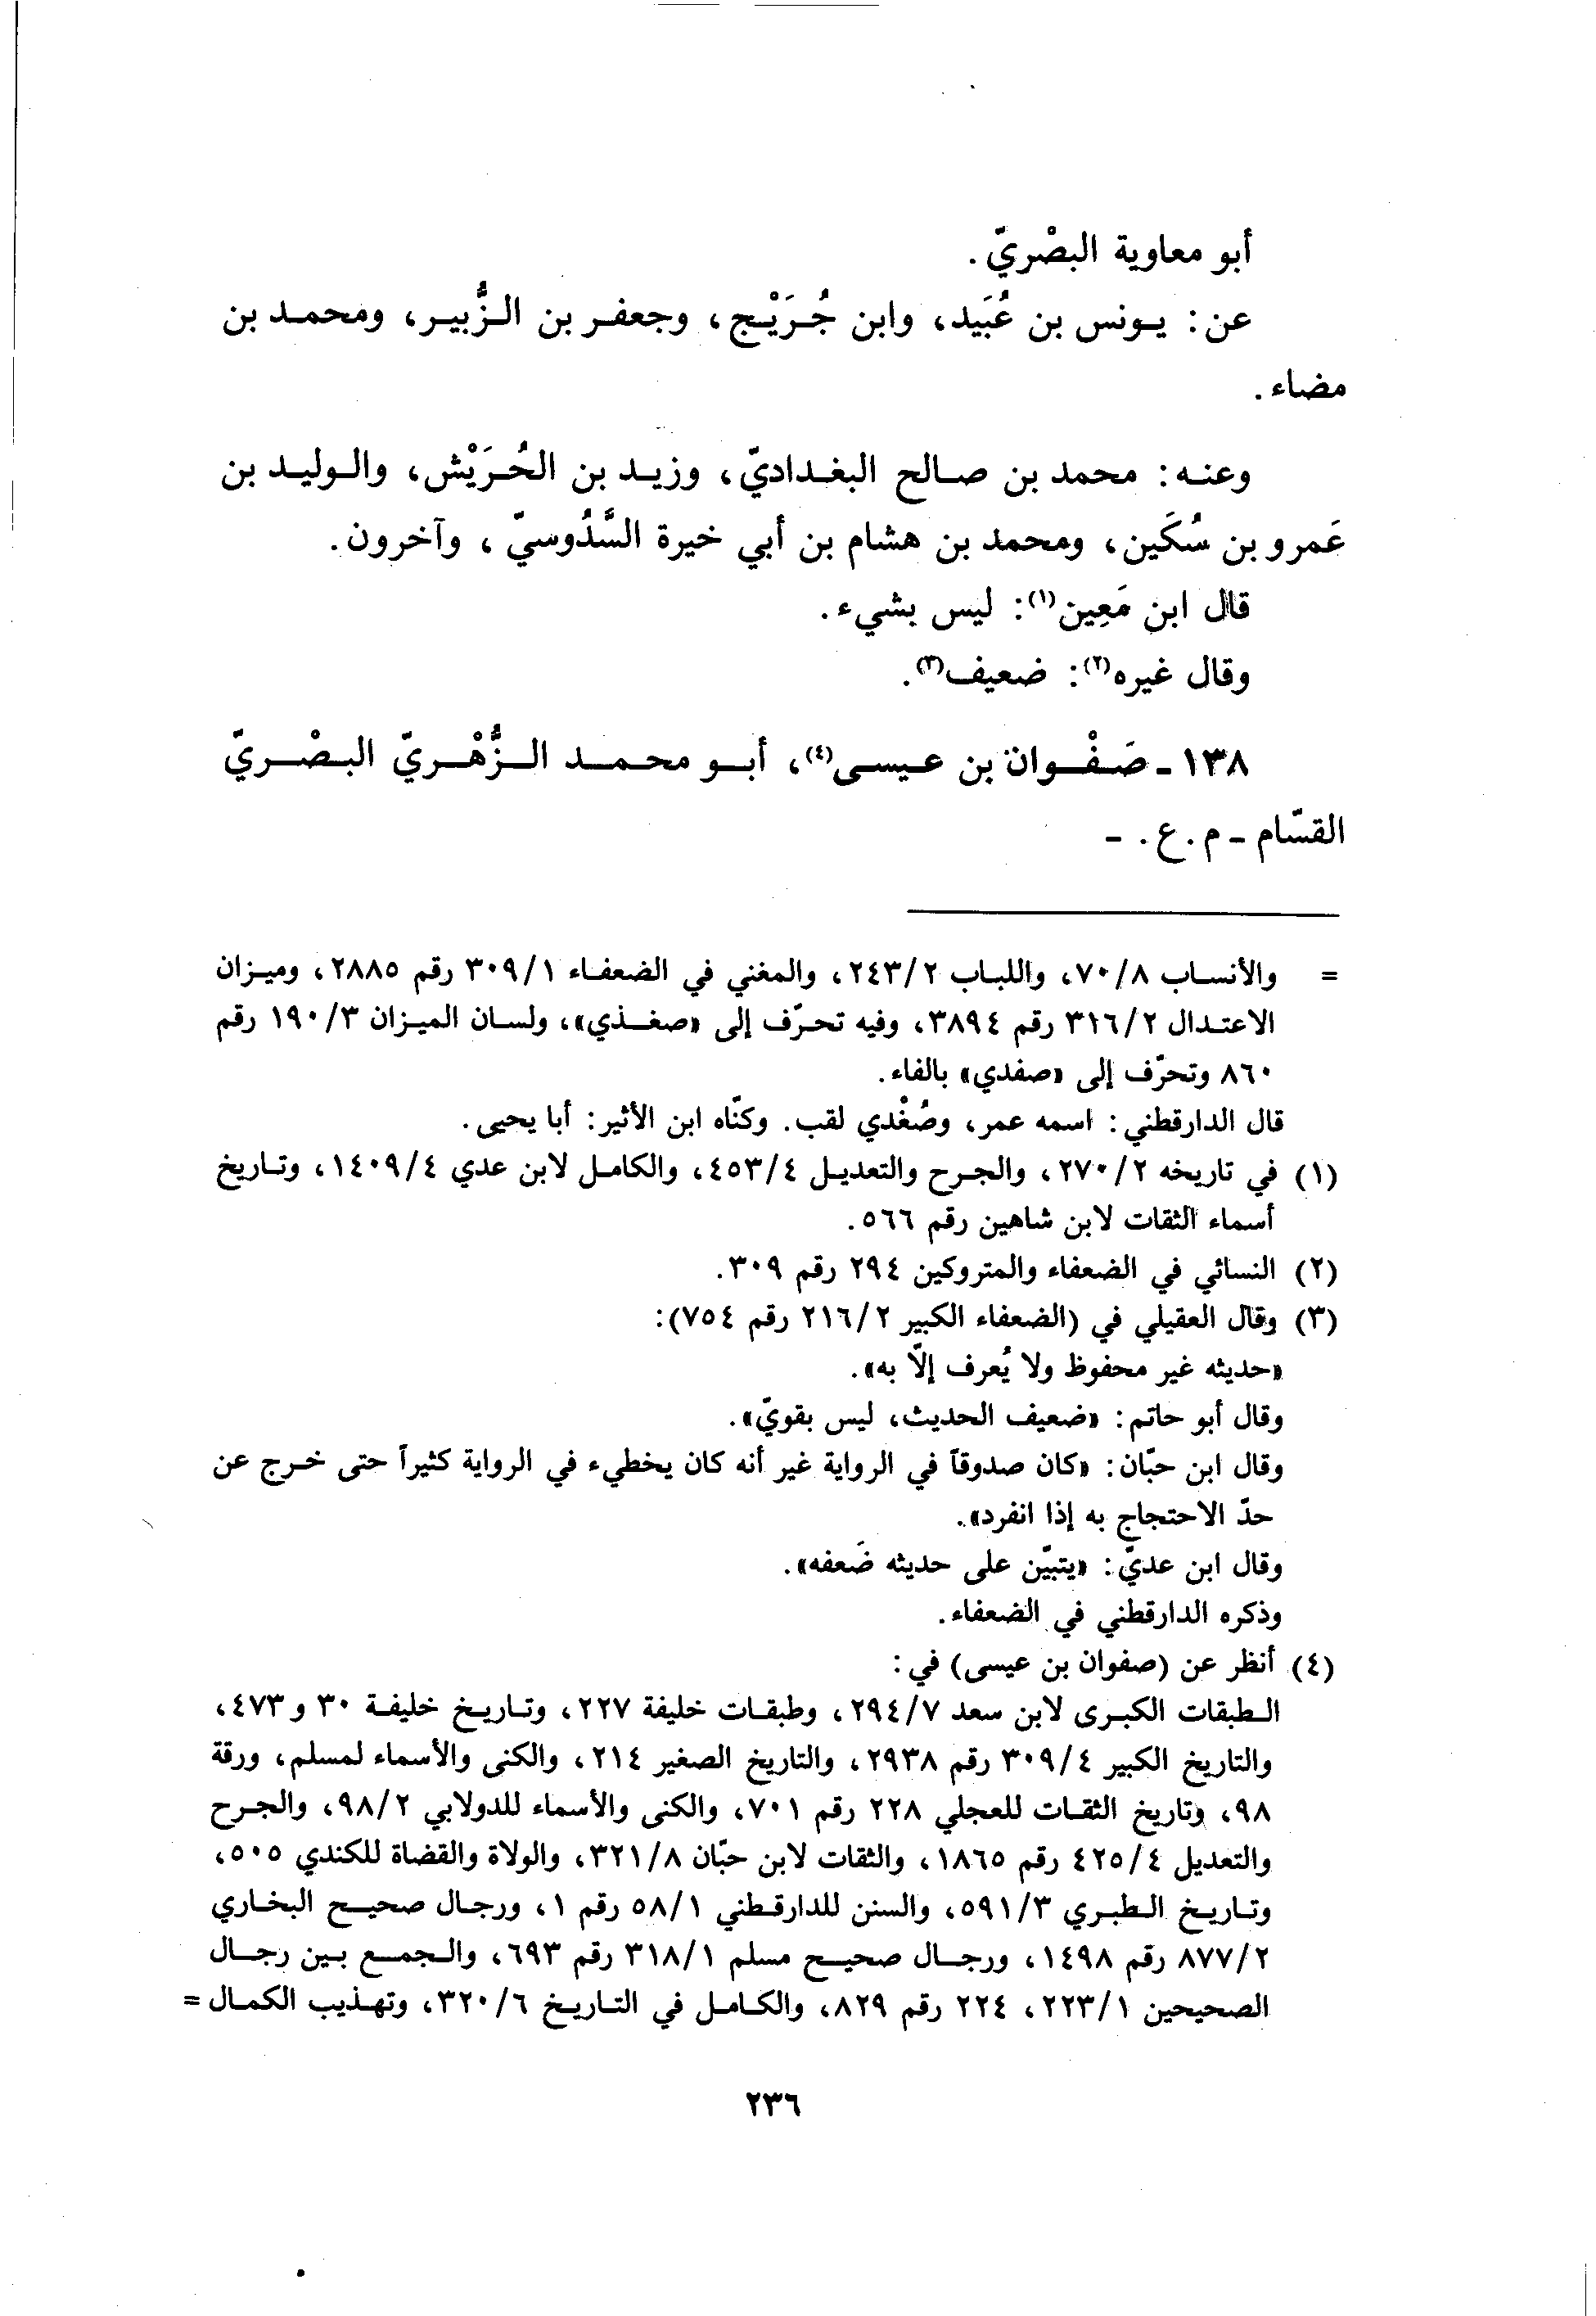 أبو معاوية البصْريّ.
عن: يونس بن عُبَيد، وابن جُرَيْج، وجعفر بن الزُّبير، ومحمد بن
مضاء.
وعنه: محمد بن صالح البغداديّ، وزيد بن الحُرَيْش، والوليد بن
عَمرو بن سُكَين، ومحمد بن هشام بن أبي خيرة السَّدُوسيّ، وآخرون.
قال ابن مَعِين(١): ليس بشيء.
وقال غيره(٢): ضعيف(٣).
١٣٨ - صَفْوان بن عيسى(٤)، أبو محمد الزُّهْريّ البصْريّ
القسّام - م. ع. -
= والأنساب ٧٠/٨، واللباب ٢٤٣/٢، والمغني في الضعفاء ٣٠٩/١ رقم ٢٨٨٥، وميزان
الاعتدال ٣١٦/٢ رقم ٣٨٩٤، وفيه تحرّف إلى «صغذي»، ولسان الميزان ١٩٠/٣ رقم
٨٦٠ وتحرّف إلى «صفدي» بالفاء.
قال الدارقطني: اسمه عمر، وصُغْدي لقب. وكنّاه ابن الأثير: أبا يحيى.
(١) في تاريخه ٢٧٠/٢، والجرح والتعديل ٤٥٣/٤، والكامل لابن عدي ١٤٠٩/٤، وتاريخ
أسماء الثقات لابن شاهين رقم ٥٦٦.
(٢) النسائي في الضعفاء والمتروكين ٢٩٤ رقم ٣٠٩.
(٣) وقال العقيلي في (الضعفاء الكبير ٢١٦/٢ رقم ٧٥٤):
«حديثه غير محفوظ ولا يُعرف إلّا به».
وقال أبو حاتم: «ضعيف الحديث، ليس بقويّ».
وقال ابن حبّان: «كان صدوقاً في الرواية غير أنه كان يخطيء في الرواية كثيراً حتى خرج عن
حدّ الاحتجاج به إذا انفرد».
وقال ابن عديّ: «يتبيّن على حديثه ضَعفه».
وذكره الدارقطني في الضعفاء.
(٤) أنظر عن (صفوان بن عيسى) في:
الطبقات الكبرى لابن سعد ٢٩٤/٧، وطبقات خليفة ٢٢٧، وتاريخ خليفة ٣٠ و٤٧٣،
والتاريخ الكبير ٣٠٩/٤ رقم ٢٩٣٨، والتاريخ الصغير ٢١٤، والكنى والأسماء لمسلم، ورقة
٩٨، وتاريخ الثقات للعجلي ٢٢٨ رقم ٧٠١، والكنى والأسماء للدولابي ٩٨/٢، والجرح
والتعديل ٤٢٥/٤ رقم ١٨٦٥، والثقات لابن حبّان ٣٢١/٨، والولاة والقضاة للكندي ٥٠٥،
وتاريخ الطبري ٥٩١/٣، والسنن للدارقطني ٥٨/١ رقم ١، ورجال صحيح البخاري
٨٧٧/٢ رقم ١٤٩٨، ورجال صحيح مسلم ٣١٨/١ رقم ٦٩٣، والجمع بين رجال
الصحيحين ٢٢٣/١، ٢٢٤ رقم ٨٢٩، والكامل في التاريخ ٣٢٠/٦، وتهذيب الكمال =
٢٣٦